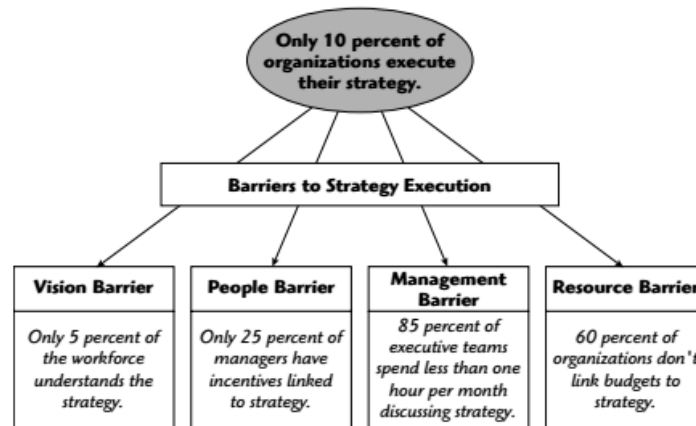 Only 10 percent of
organizations execute
their strategy.
Barriers to Strategy Execution
Vision Barrier
Only 5 percent of
the workforce
understands the
strategy.
People Barrier
Only 25 percent of
managers have
incentives linked
to strategy.
Management
Barrier
85 percent of
executive teams
spend less than one
hour per month
discussing strategy.
Resource Barrier
60 percent of
organizations don't
link budgets to
strategy.